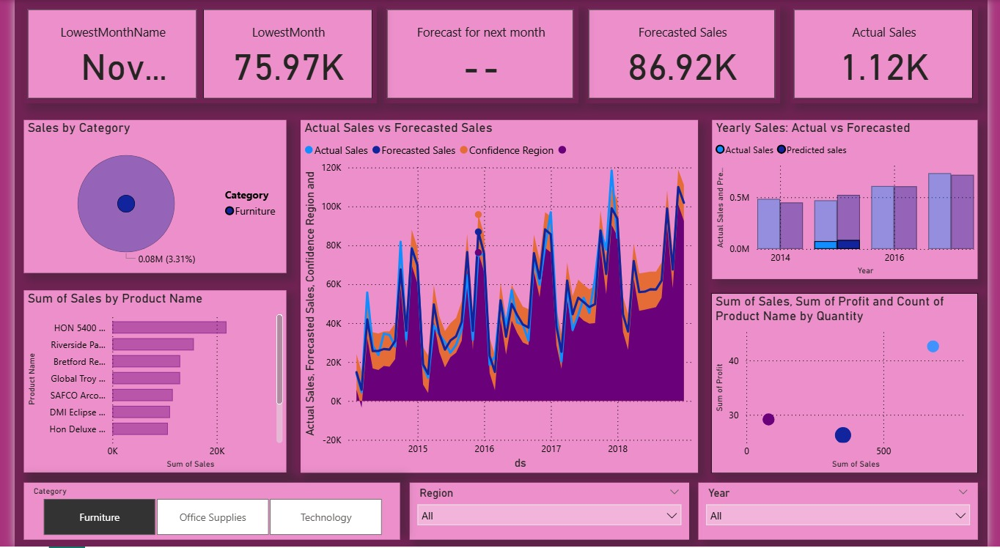 LowestMonthName
Nov...
LowestMonth
75.97K
Forecast for next month
--
Forecasted Sales
86.92K
Actual Sales
1.12K
Sales by Category
Category
Furniture
0.08M (3.31%)
Actual Sales vs Forecasted Sales
Actual Sales Forecasted Sales Confidence Region
Actual Sales, Forecasted Sales, Confidence Region and
120K
100K
80K
60K
40K
20K
0K
-20K
2015 2016 2017 2018
ds
Yearly Sales: Actual vs Forecasted
Actual Sales Predicted sales
Actual Sales and Pre...
0.5M
0.0M
2014 2016
Year
Sum of Sales by Product Name
Product Name
HON 5400 ...
Riverside Pa...
Bretford Re...
Global Troy ...
SAFCO Arco...
DMI Eclipse ...
Hon Deluxe ...
0K 20K
Sum of Sales
Sum of Sales, Sum of Profit and Count of
Product Name by Quantity
Sum of Profit
40
30
0 500
Sum of Sales
Category
Furniture Office Supplies Technology
Region
All
Year
All